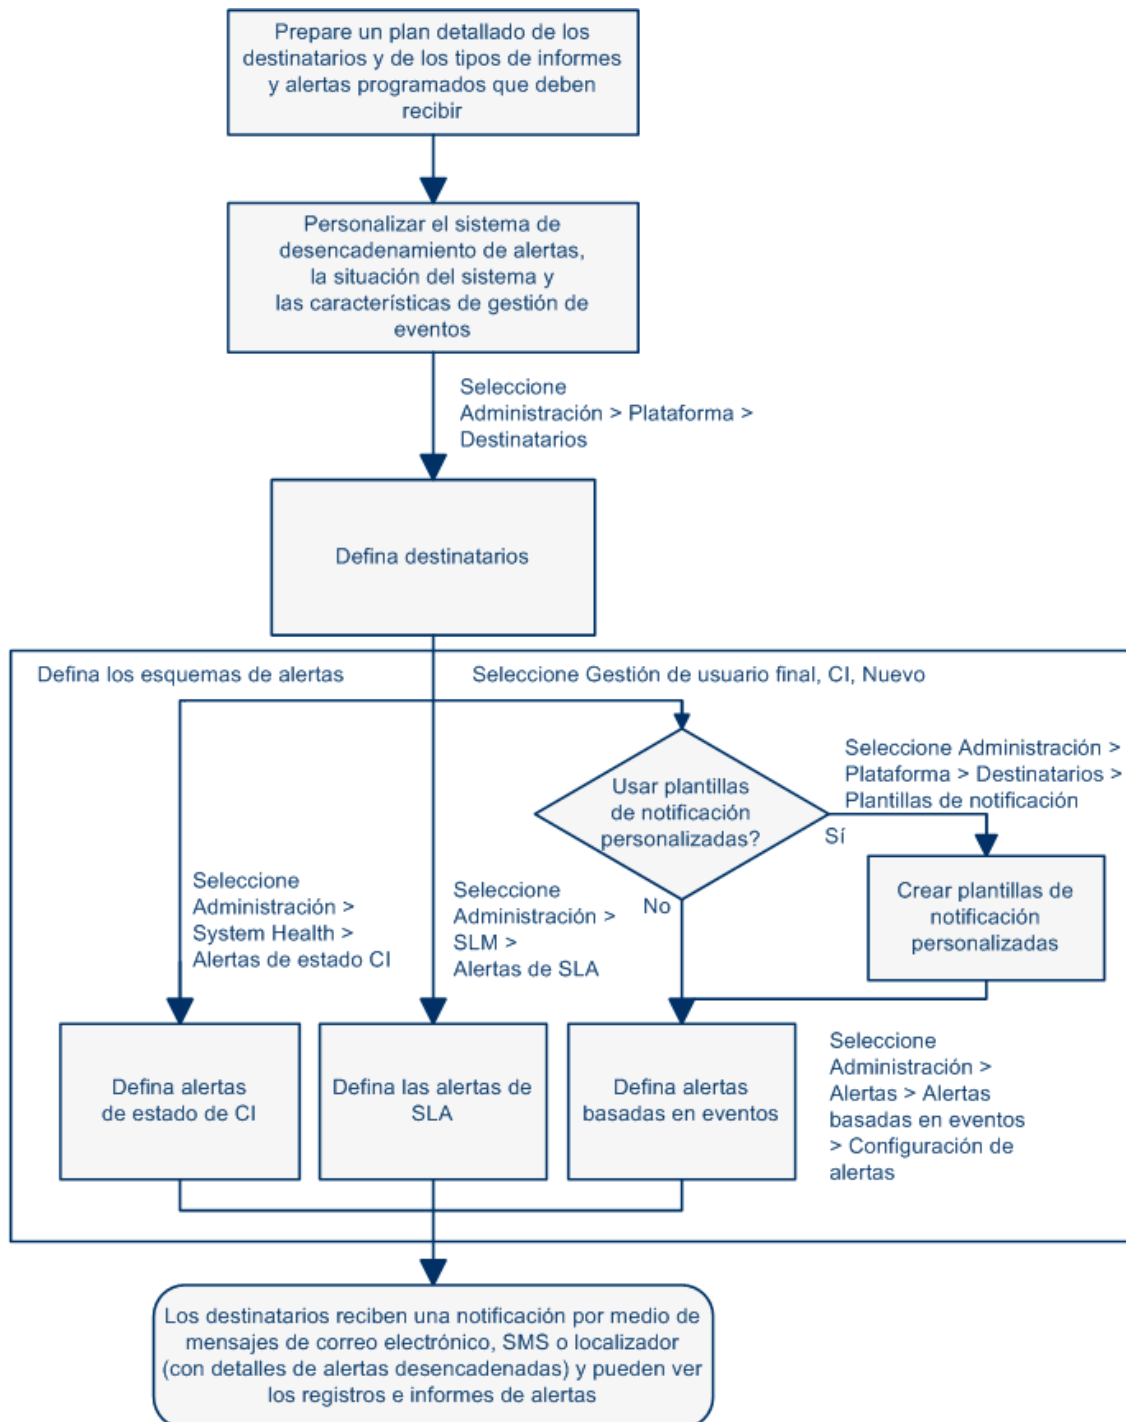 Prepare un plan detallado de los
destinatarios y de los tipos de informes
y alertas programados que deben
recibir
Personalizar el sistema de
desencadenamiento de alertas,
la situación del sistema y
las características de gestión de
eventos
Seleccione
Administración > Plataforma >
Destinatarios
Defina destinatarios
Defina los esquemas de alertas
Seleccione Gestión de usuario final, CI, Nuevo
Usar plantillas
de notificación
personalizadas?
Seleccione Administración >
Plataforma > Destinatarios >
Plantillas de notificación
Sí
No
Crear plantillas de
notificación
personalizadas
Seleccione
Administración >
System Health >
Alertas de estado CI
Seleccione
Administración >
SLM >
Alertas de SLA
Defina alertas
de estado de CI
Defina las alertas de
SLA
Defina alertas
basadas en eventos
Seleccione
Administración >
Alertas > Alertas
basadas en eventos
> Configuración de
alertas
Los destinatarios reciben una notificación por medio de
mensajes de correo electrónico, SMS o localizador
(con detalles de alertas desencadenadas) y pueden ver
los registros e informes de alertas